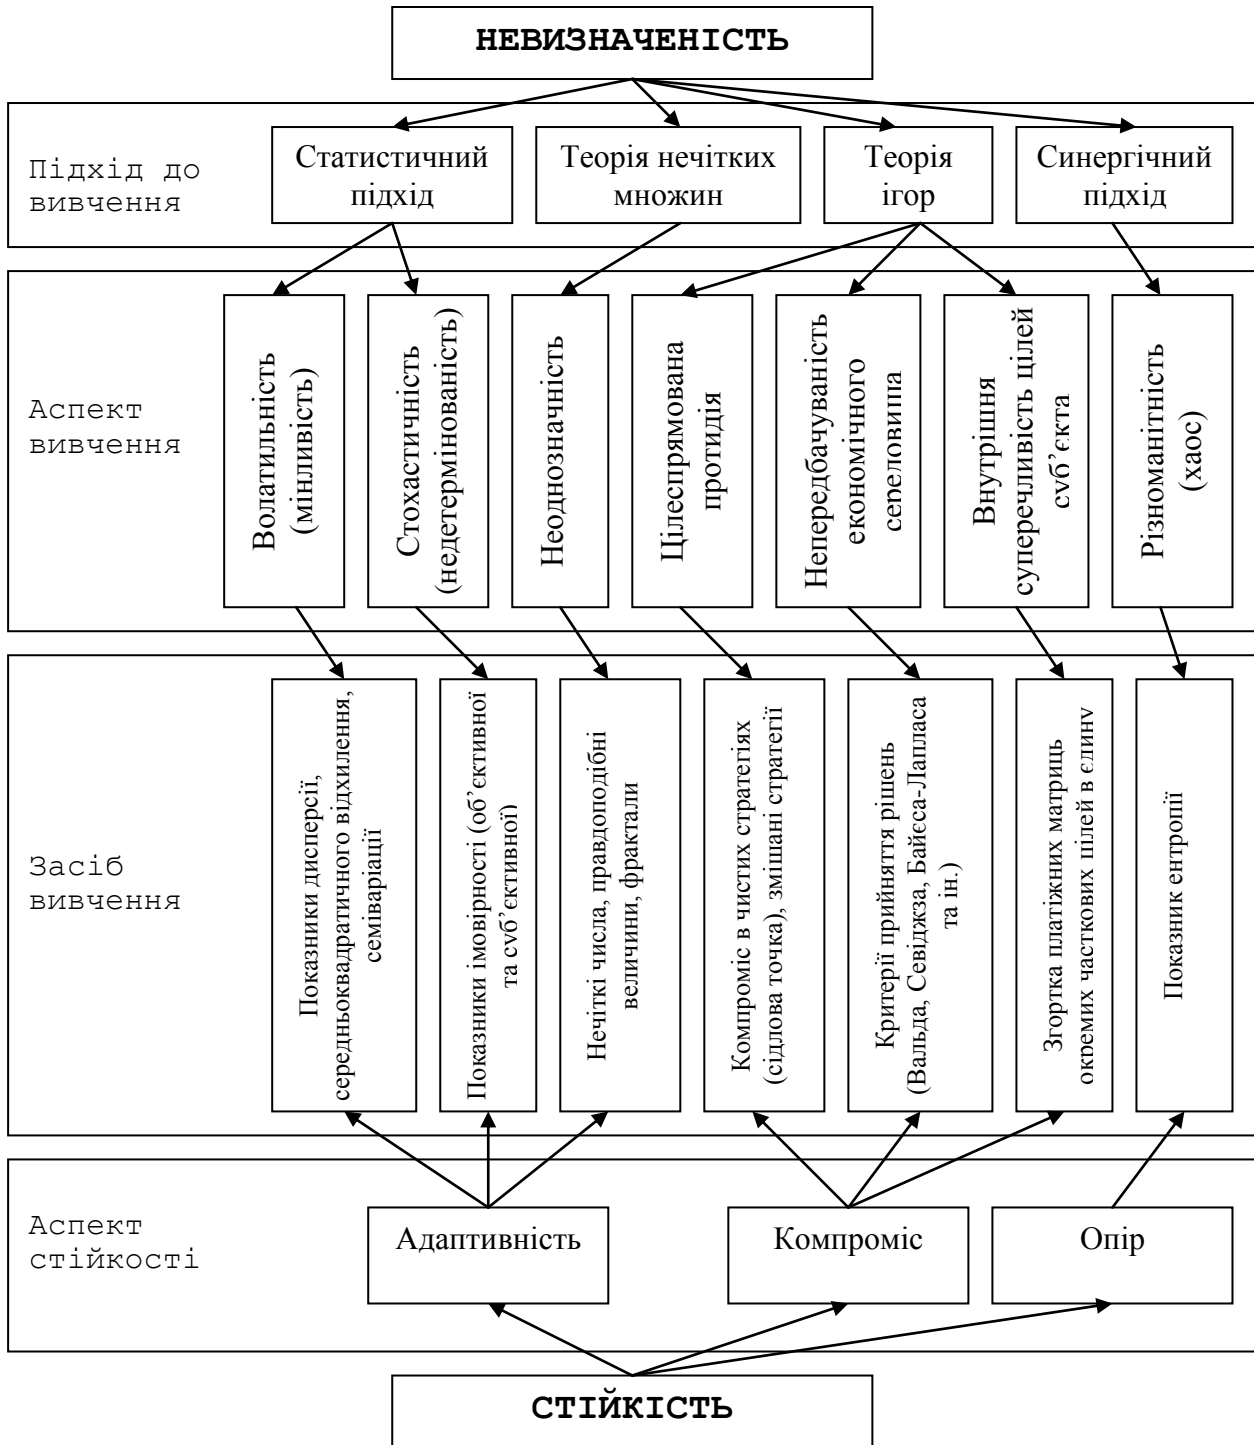 НЕВИЗНАЧЕНІСТЬ
Підхід до
вивчення
Статистичний
підхід
Теорія нечітких
множин
Теорія
ігор
Синергічний
підхід
Аспект
вивчення
Волатильність
(мінливість)
Стохастичність
(недетермінованість)
Неоднозначність
Цілеспрямована
протидія
Непередбачуваність
економічного
середовища
Внутрішня
суперечливість цілей
суб’єкта
Різноманітність
(хаос)
Засіб
вивчення
Показники дисперсії,
середньоквадратичного відхилення,
семіваріації
Показники імовірності (об’єктивної
та суб’єктивної)
Нечіткі числа, правдоподібні
величини, фрактали
Компроміс в чистих стратегіях
(сідлова точка), змішані стратегії
Критерії прийняття рішень
(Вальда, Севіджа, Байєса-Лапласа
та ін.)
Згортка платіжних матриць
окремих часткових цілей в єдину
Показник ентропії
Аспект
стійкості
Адаптивність
Компроміс
Опір
СТІЙКІСТЬ